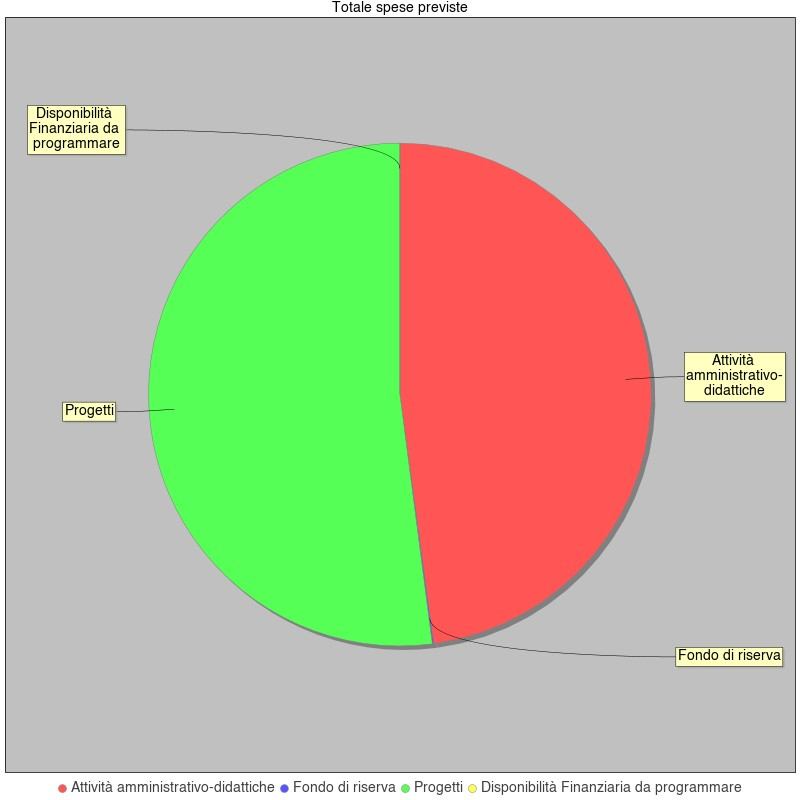 Totale spese previste
Disponibilità
Finanziaria da
programmare
Attività
amministrativo-
didattiche
Progetti
Fondo di riserva
Attività amministrativo-didattiche Fondo di riserva Progetti Disponibilità Finanziaria da programmare